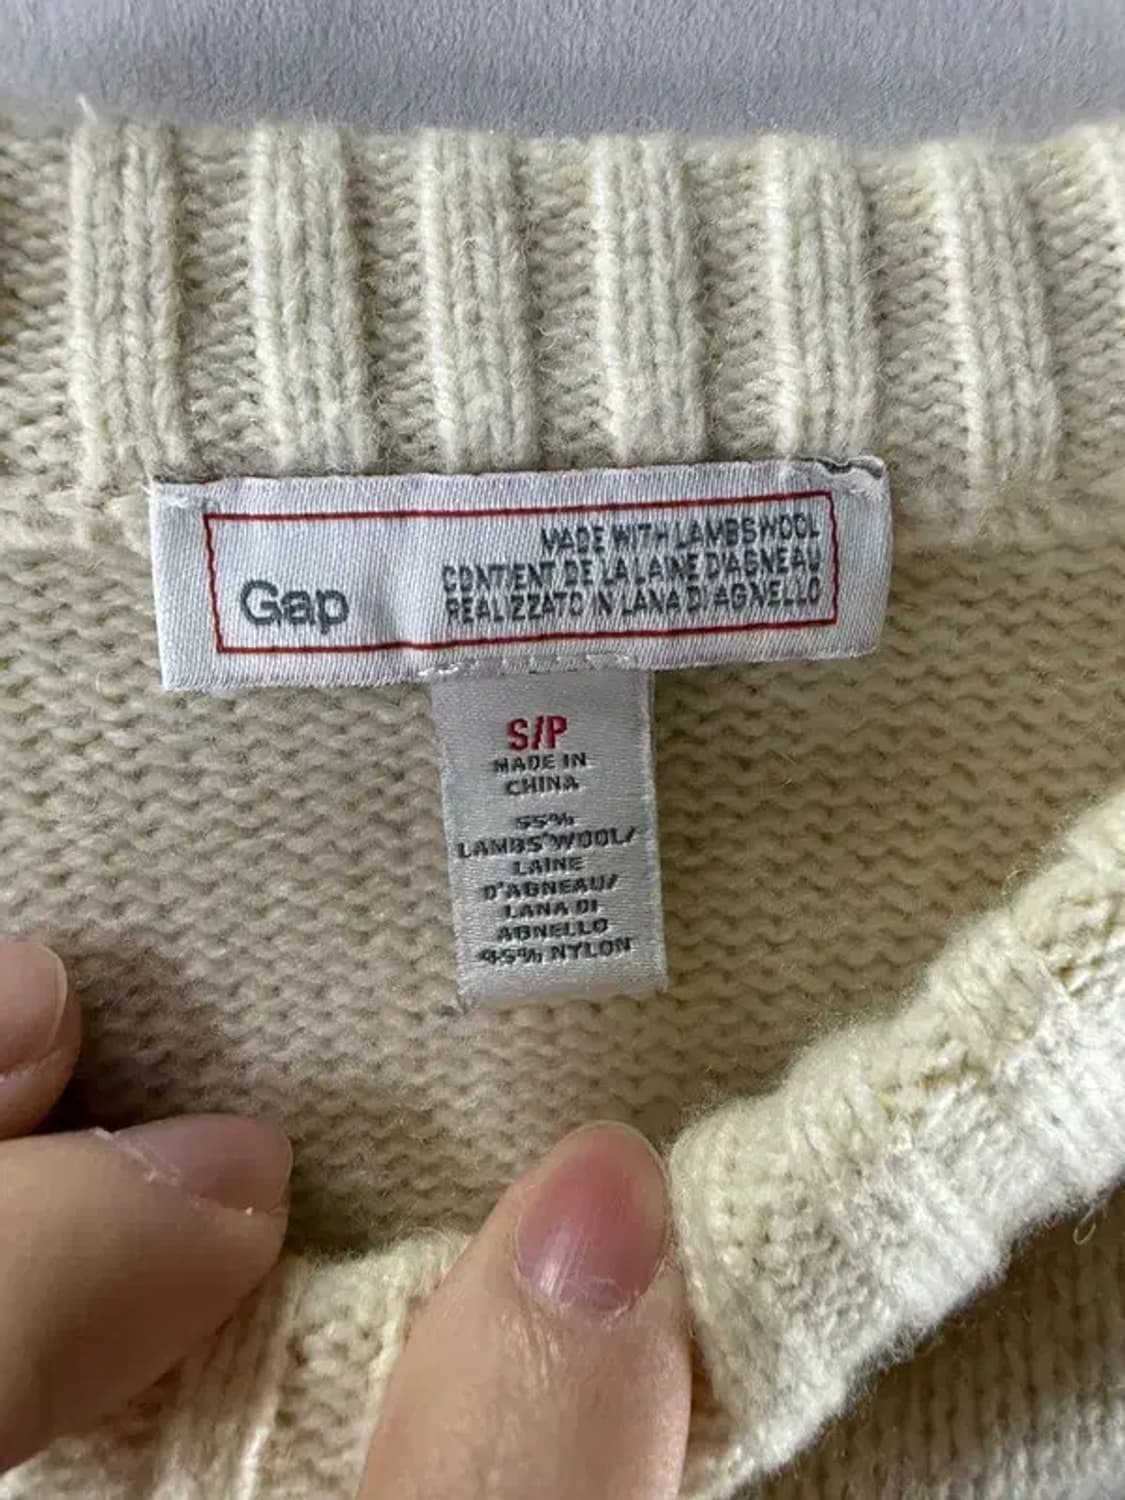 Gap
MADE WITH LAMBSWOOL
CONTIENT DE LA LAINE D'AGNEAU
REALIZZATO IN LANA DI AGNELLO
S/P
MADE IN
CHINA
55%
LAMBS'WOOL/
LAINE
D'AGNEAU/
LANA DI
AGNELLO
45% NYLON